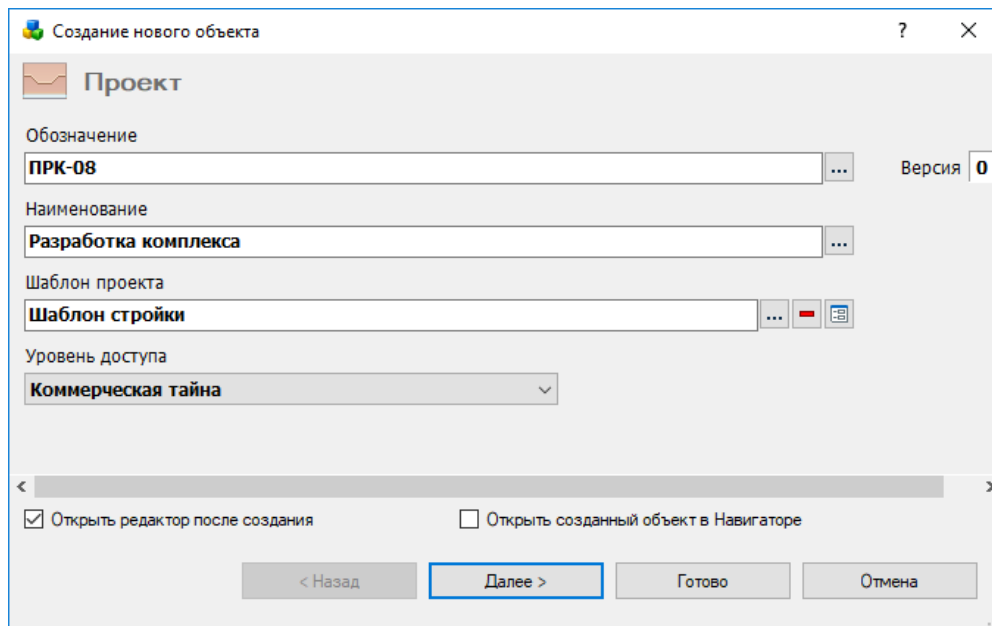 Создание нового объекта ?
Проект
Обозначение
ПРК-08 ... Версия 0
Наименование
Разработка комплекса ...
Шаблон проекта
Шаблон стройки ...
Уровень доступа
Коммерческая тайна
Открыть редактор после создания Открыть созданный объект в Навигаторе
< Назад Далее > Готово Отмена